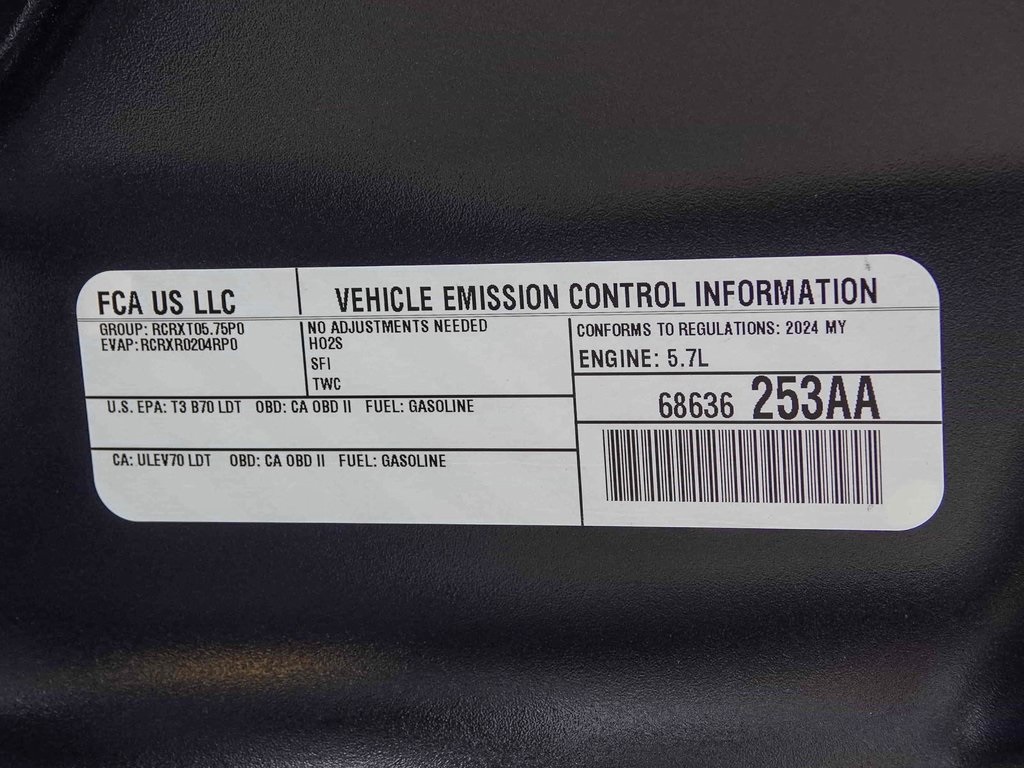 FCA US LLC
VEHICLE EMISSION CONTROL INFORMATION
GROUP: RCRXT05.75P0
EVAP: RCRXR0204RP0
NO ADJUSTMENTS NEEDED
HO2S
SFI
TWC
CONFORMS TO REGULATIONS: 2024 MY
ENGINE: 5.7L
68636 253AA
U.S. EPA: T3 B70 LDT OBD: CA OBD II FUEL: GASOLINE
CA: ULEV70 LDT OBD: CA OBD II FUEL: GASOLINE